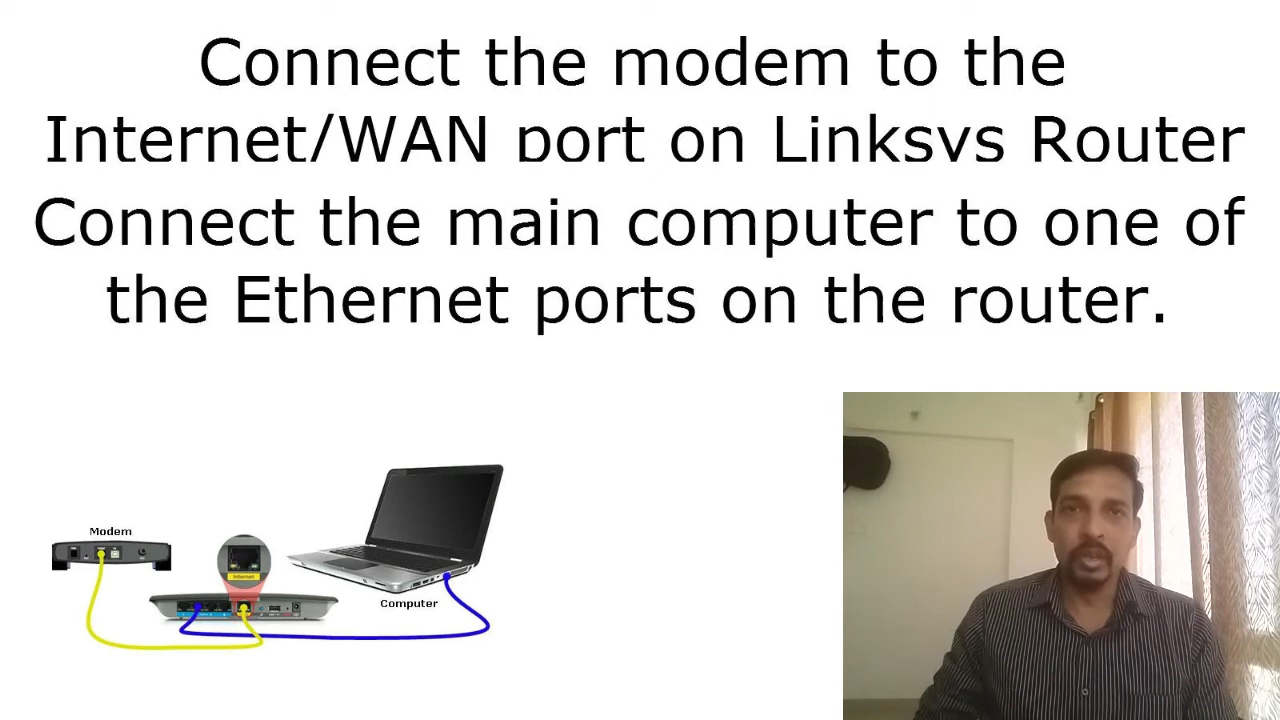 Connect the modem to the
Internet/WAN port on Linksys Router
Connect the main computer to one of
the Ethernet ports on the router.
Modem
Internet
Computer